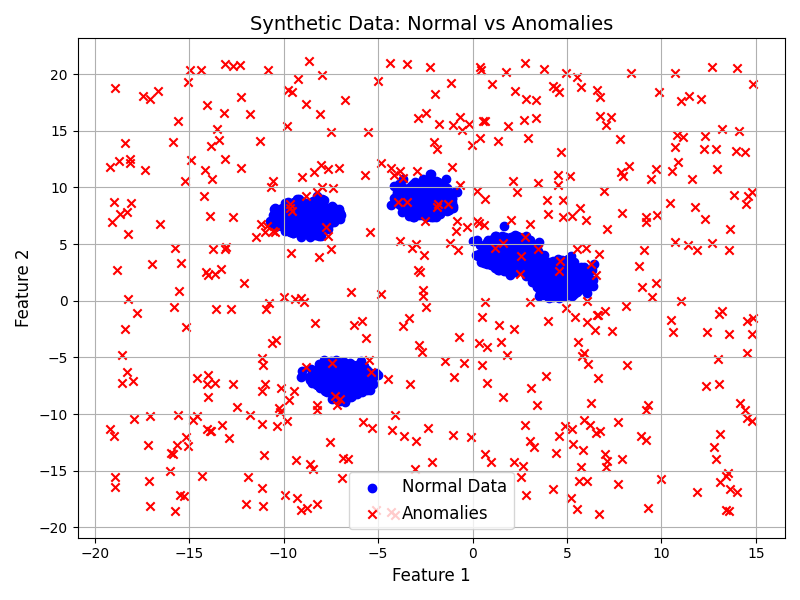 Synthetic Data: Normal vs Anomalies
20
15
10
5
0
−5
−10
−15
−20
Feature 2
Normal Data
Anomalies
−20 −15 −10 −5 0 5 10 15
Feature 1